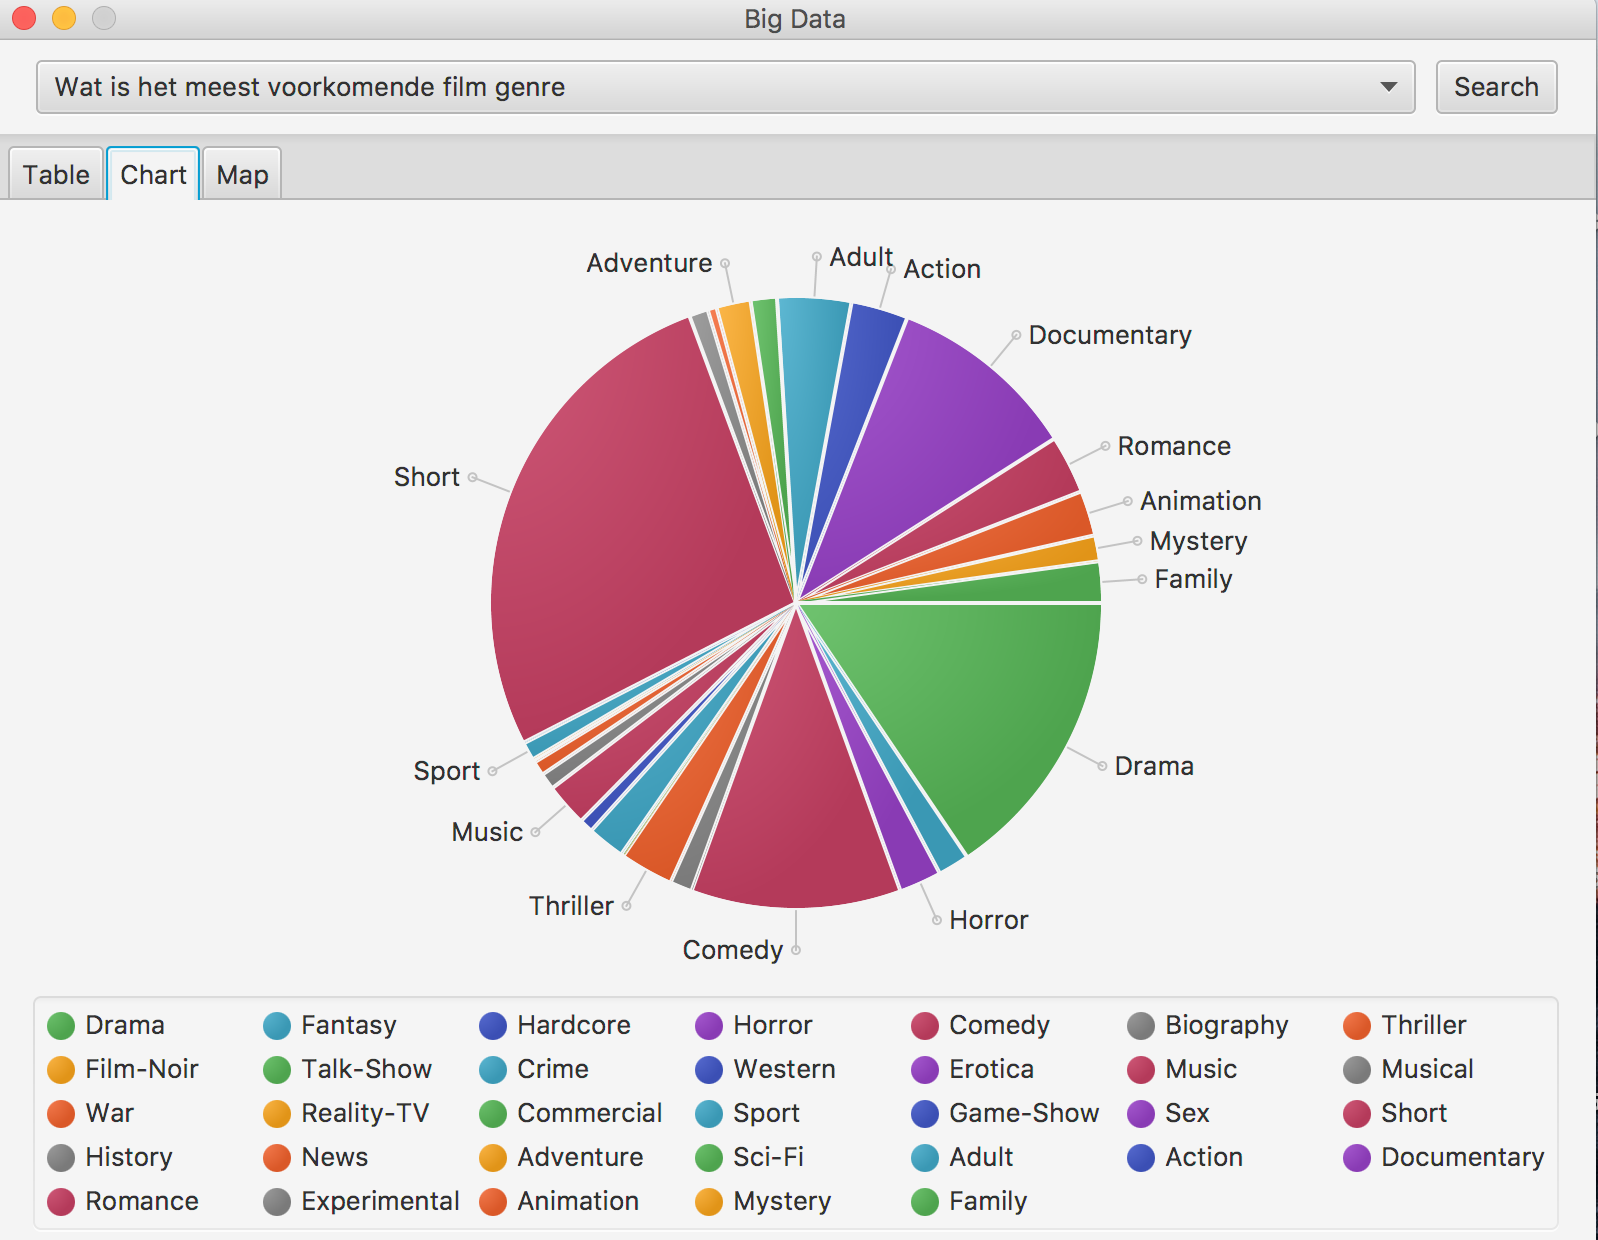 Big Data
Wat is het meest voorkomende film genre
Search
Table Chart Map
Adventure
Adult
Action
Documentary
Romance
Short
Animation
Mystery
Family
Drama
Sport
Music
Thriller
Horror
Comedy
Drama Fantasy Hardcore Horror Comedy Biography Thriller
Film-Noir Talk-Show Crime Western Erotica Music Musical
War Reality-TV Commercial Sport Game-Show Sex Short
History News Adventure Sci-Fi Adult Action Documentary
Romance Experimental Animation Mystery Family